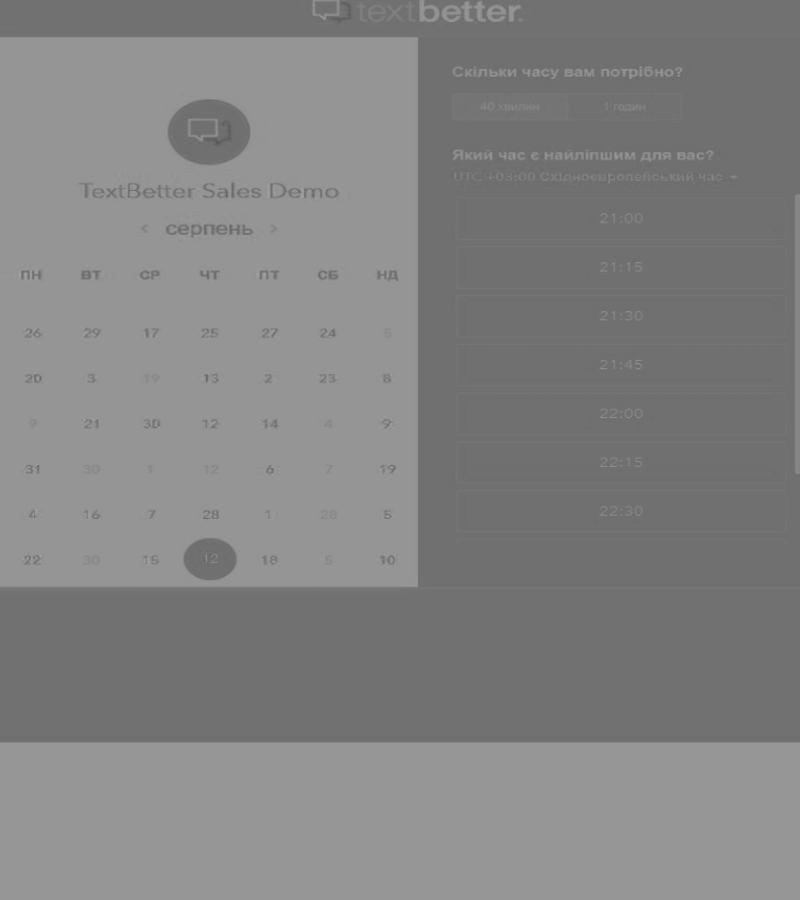 textbetter.
TextBetter Sales Demo
< серпень >
ПН ВТ СР ЧТ ПТ СБ НД
26 29 17 25 27 24 5
20 3 19 13 2 23 8
9 21 30 12 14 4 9
31 30 1 12 6 7 19
4 16 7 28 1 28 5
22 30 15 12 18 5 10
Скільки часу вам потрібно?
40 хвилин 1 годин
Який час є найліпшим для вас?
UTC +03:00 Східноєвропейський час
21:00
21:15
21:30
21:45
22:00
22:15
22:30